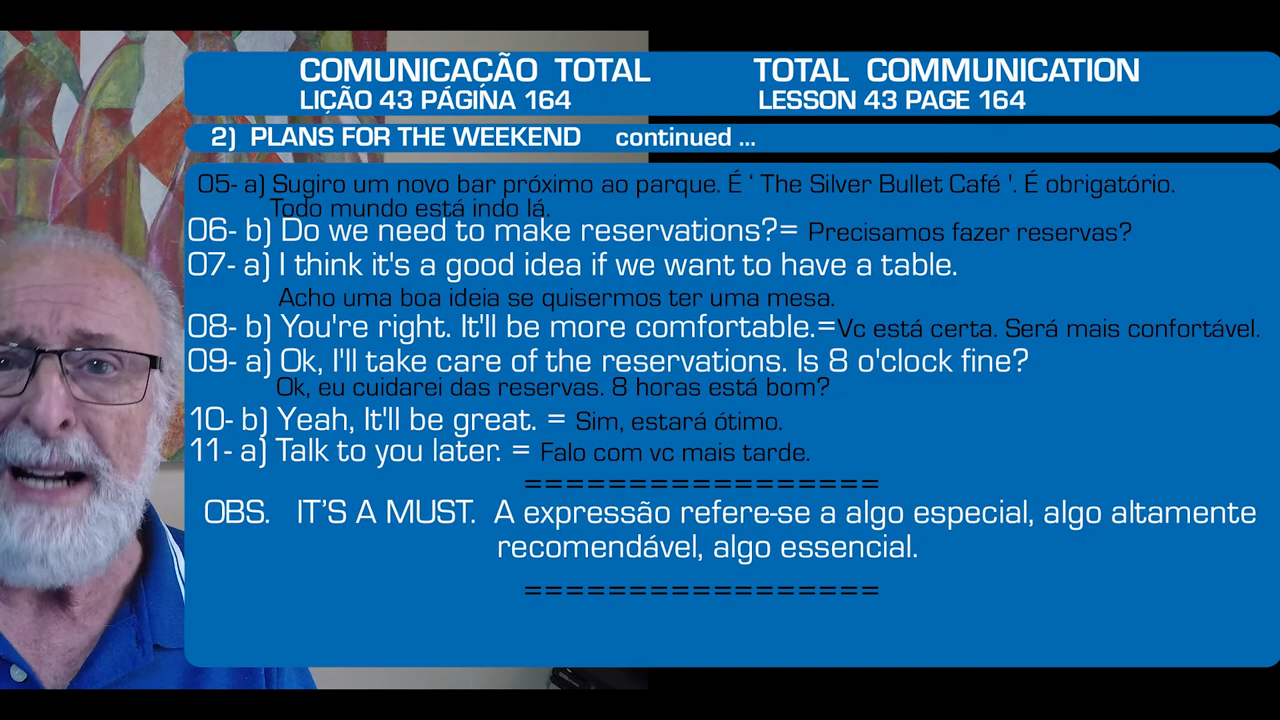 COMUNICAÇÃO TOTAL TOTAL COMMUNICATION
LIÇÃO 43 PÁGINA 164 LESSON 43 PAGE 164
2) PLANS FOR THE WEEKEND continued ...
05- a) Sugiro um novo bar próximo ao parque. É ‘ The Silver Bullet Café '. É obrigatório.
Todo mundo está indo lá.
06- b) Do we need to make reservations?= Precisamos fazer reservas?
07- a) I think it's a good idea if we want to have a table.
Acho uma boa ideia se quisermos ter uma mesa.
08- b) You're right. It'll be more comfortable.=Vc está certa. Será mais confortável.
09- a) Ok, I'll take care of the reservations. Is 8 o'clock fine?
Ok, eu cuidarei das reservas. 8 horas está bom?
10- b) Yeah, It'll be great. = Sim, estará ótimo.
11- a) Talk to you later. = Falo com vc mais tarde.
=================
OBS. IT’S A MUST. A expressão refere-se a algo especial, algo altamente
recomendável, algo essencial.
=================